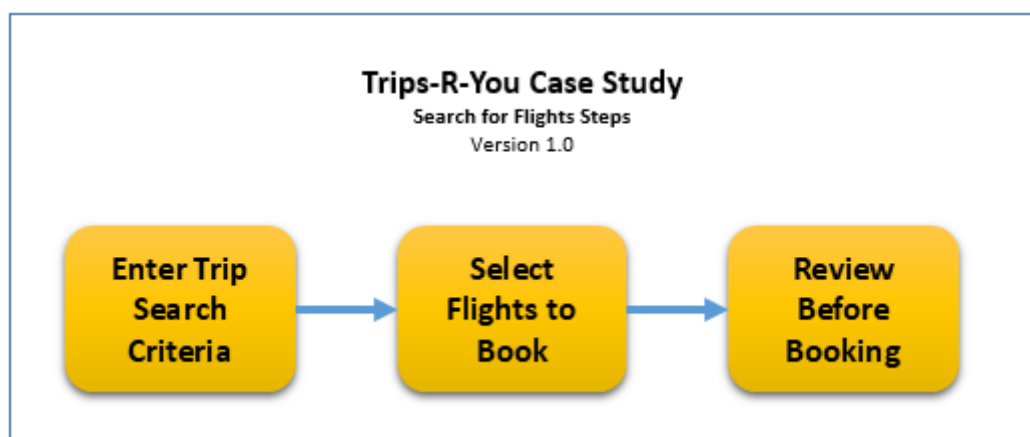 Trips-R-You Case Study
Search for Flights Steps
Version 1.0
Enter Trip
Search
Criteria
Select
Flights to
Book
Review
Before
Booking